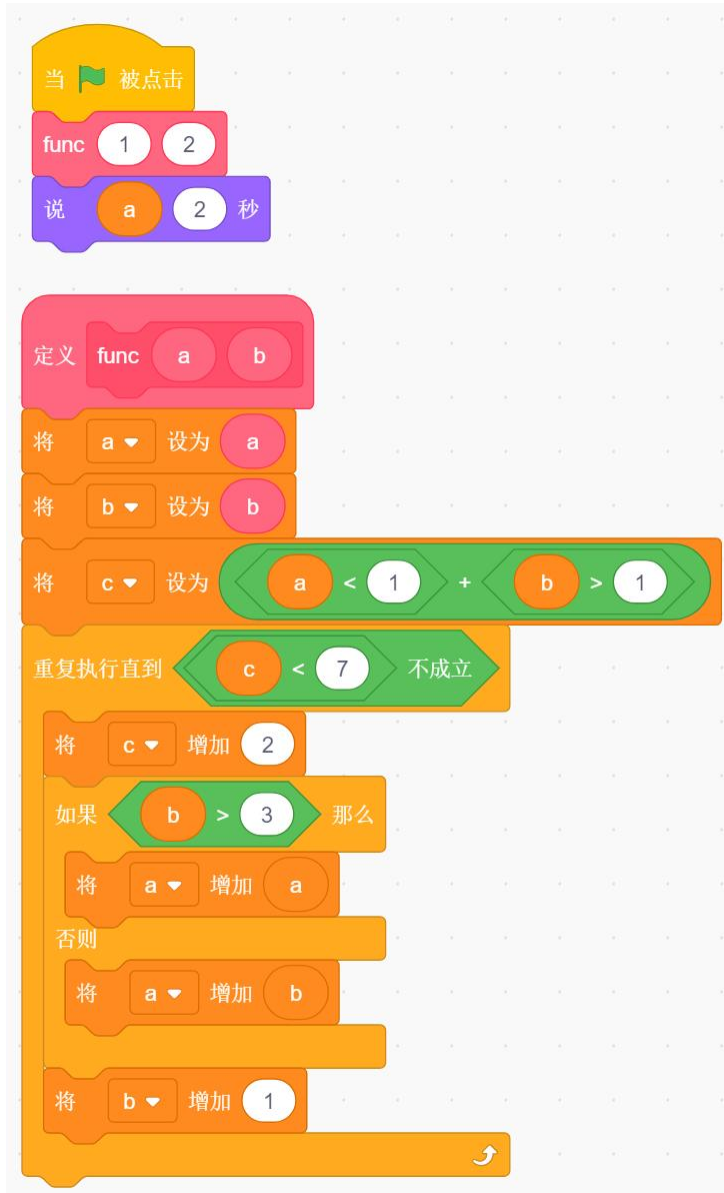 当 被点击
func 1 2
说 a 2 秒
定义 func a b
将 a 设为 a
将 b 设为 b
将 c 设为 a < 1 + b > 1
重复执行直到 c < 7 不成立
将 c 增加 2
如果 b > 3 那么
将 a 增加 a
否则
将 a 增加 b
将 b 增加 1